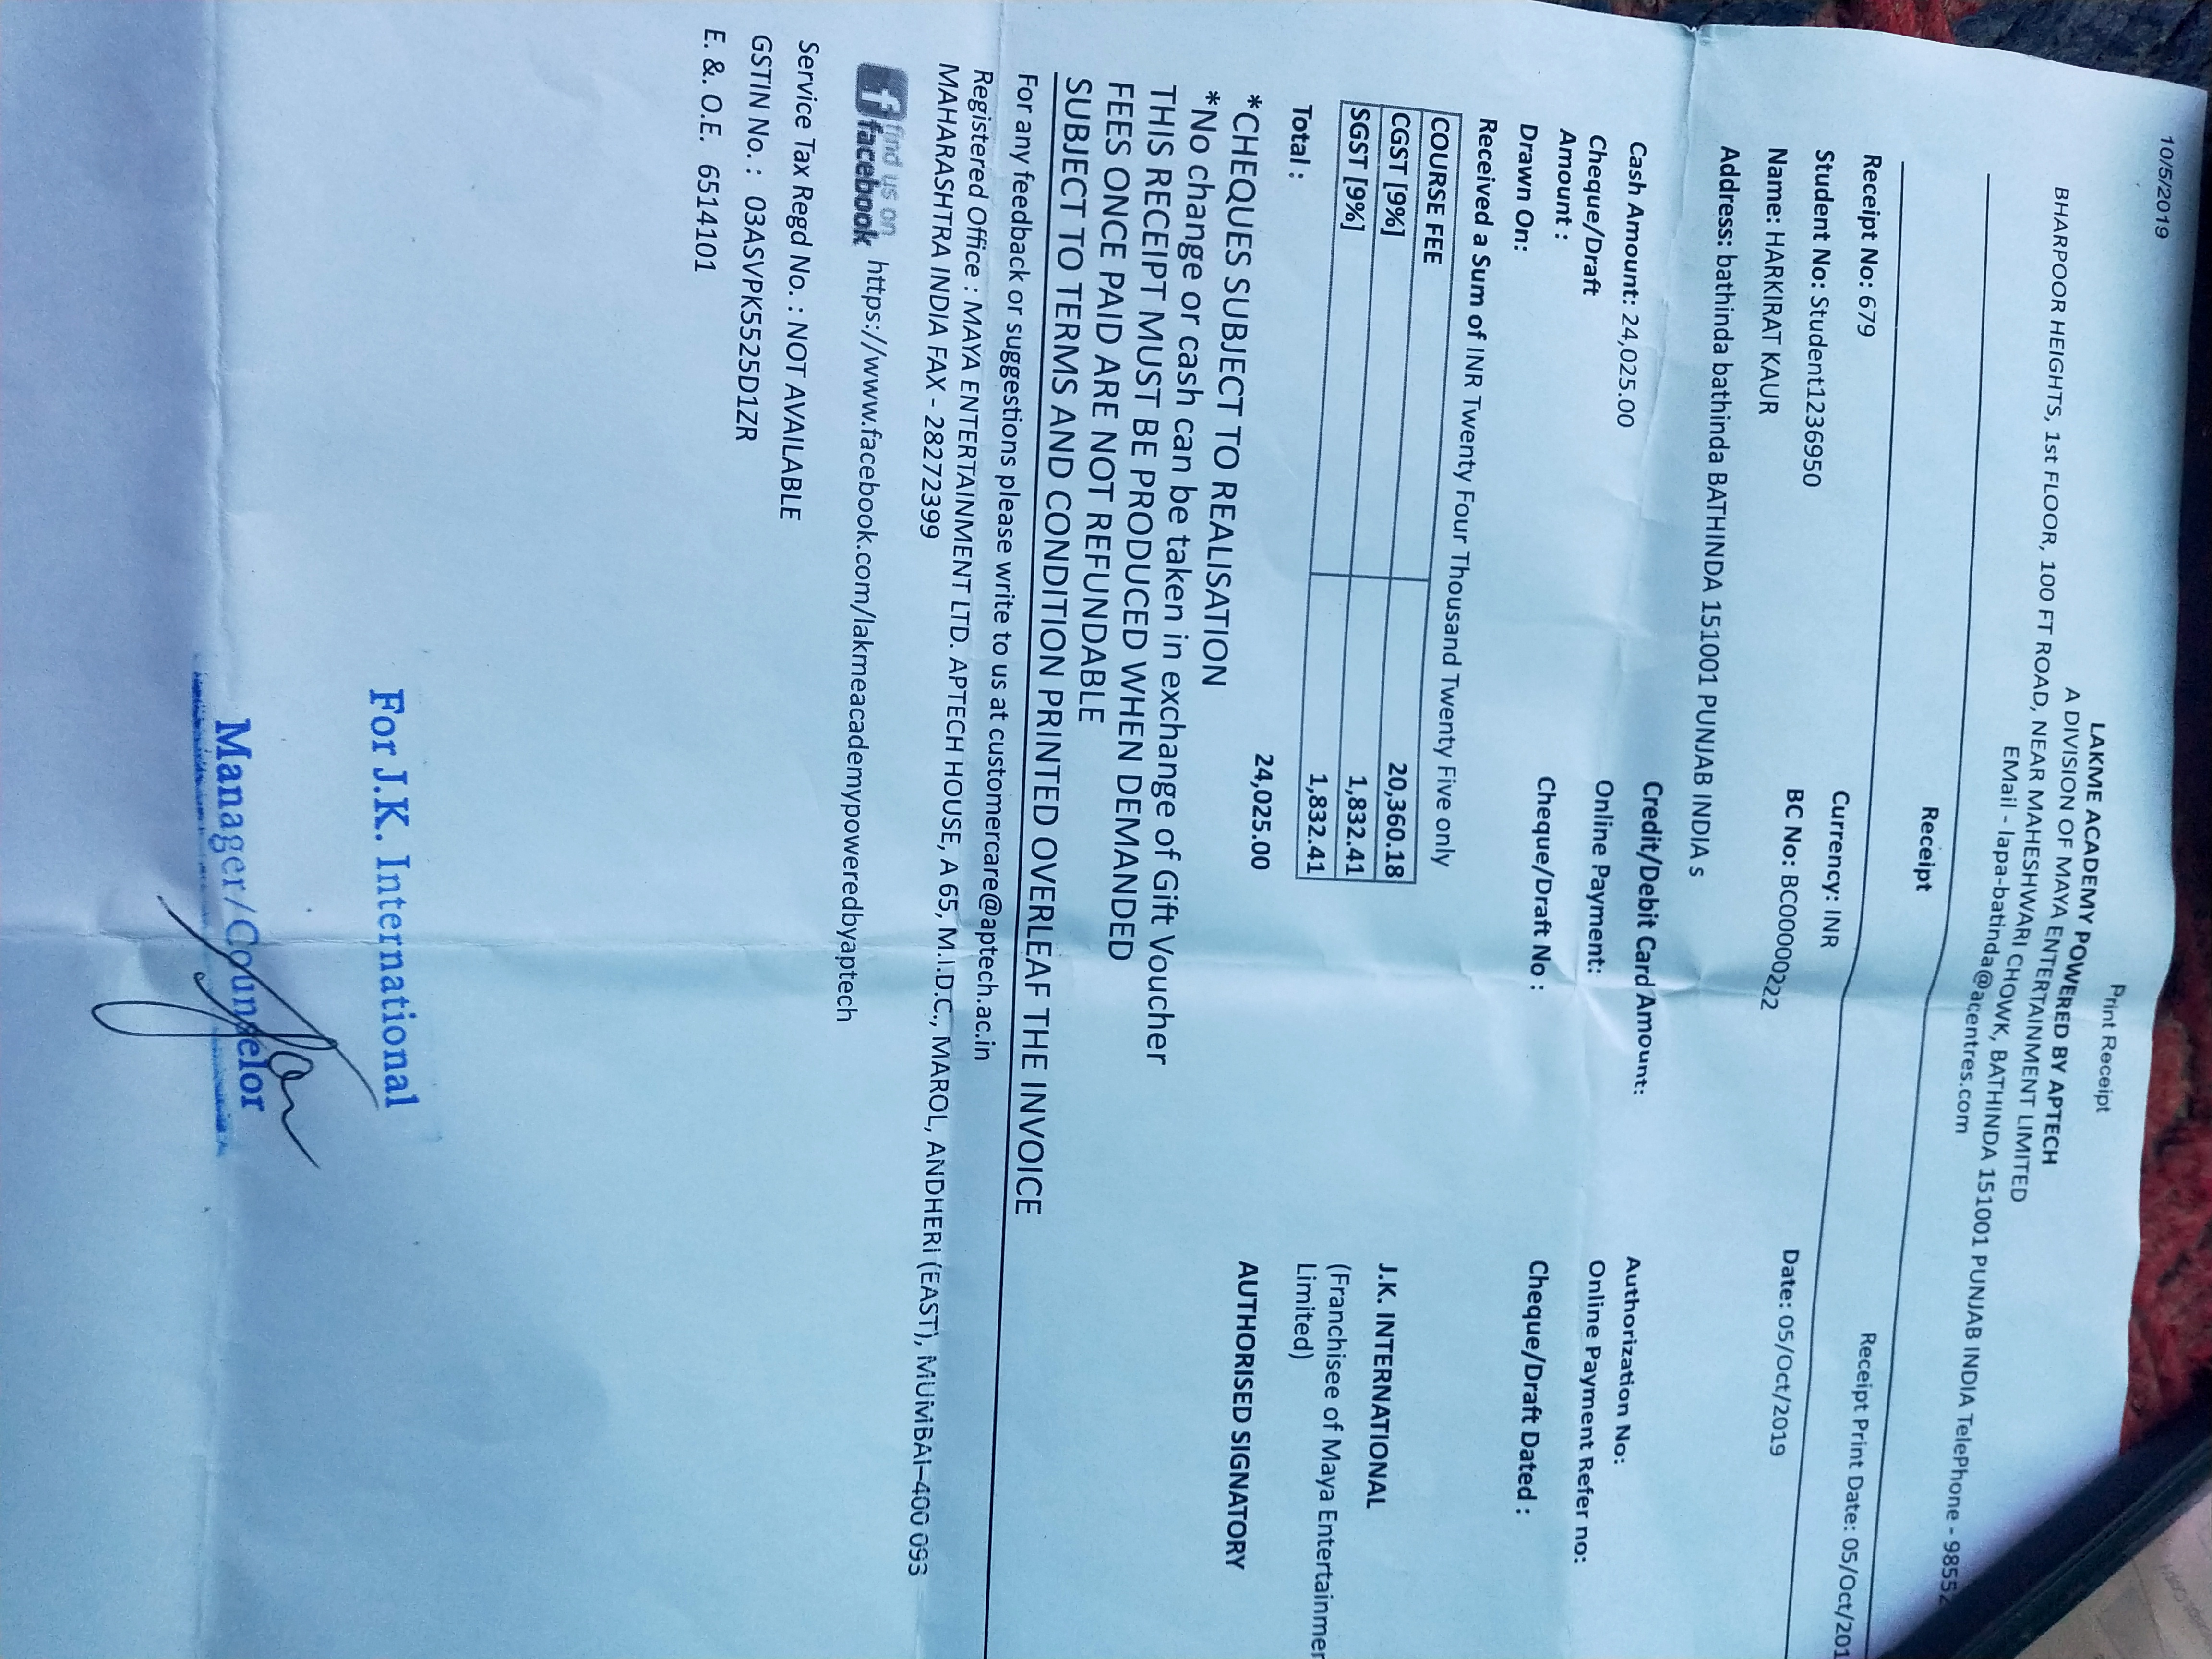 10/5/2019
Print Receipt
LAKME ACADEMY POWERED BY APTECH
A DIVISION OF MAYA ENTERTAINMENT LIMITED
BHARPOOR HEIGHTS, 1st FLOOR, 100 FT ROAD, NEAR MAHESHWARI CHOWK, BATHINDA 151001 PUNJAB INDIA TelePhone - 98552
EMail - lapa-batinda@acentres.com
Receipt
Receipt Print Date: 05/Oct/201
Receipt No: 679
Student No: Student1236950 Currency: INR
Name: HARKIRAT KAUR BC No: BC00000222 Date: 05/Oct/2019
Address: bathinda bathinda BATHINDA 151001 PUNJAB INDIA s
Cash Amount: 24,025.00 Credit/Debit Card Amount: Authorization No:
Cheque/Draft Online Payment: Online Payment Refer no:
Amount :
Drawn On: Cheque/Draft No : Cheque/Draft Dated :
Received a Sum of INR Twenty Four Thousand Twenty Five only
COURSE FEE 20,360.18
CGST [9%] 1,832.41
SGST [9%] 1,832.41
Total : 24,025.00
J.K. INTERNATIONAL
(Franchisee of Maya Entertainmer
Limited)
AUTHORISED SIGNATORY
*CHEQUES SUBJECT TO REALISATION
*No change or cash can be taken in exchange of Gift Voucher
THIS RECEIPT MUST BE PRODUCED WHEN DEMANDED
FEES ONCE PAID ARE NOT REFUNDABLE
SUBJECT TO TERMS AND CONDITION PRINTED OVERLEAF THE INVOICE
For any feedback or suggestions please write to us at customercare@aptech.ac.in
Registered Office : MAYA ENTERTAINMENT LTD. APTECH HOUSE, A 65, M.I.D.C., MAROL, ANDHERI (EAST), MUMBAI–400 093
MAHARASHTRA INDIA FAX - 28272399
f find us on
facebook https://www.facebook.com/lakmeacademypoweredbyaptech
Service Tax Regd No. : NOT AVAILABLE
GSTIN No. : 03ASVPK5525D1ZR
E. &. O.E. 6514101
For J.K. International
Manager/Counselor